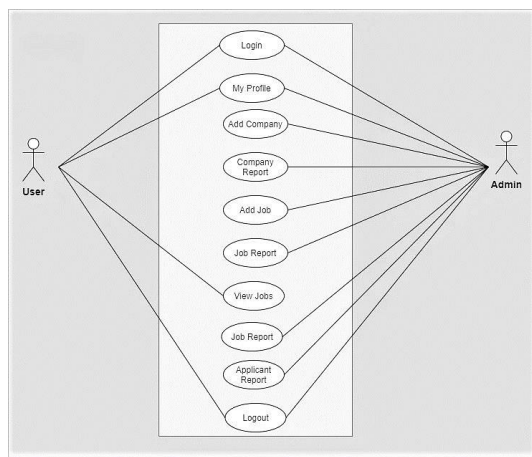 Login
My Profile
Add Company
Company
Report
User
Admin
Add Job
Job Report
View Jobs
Job Report
Applicant
Report
Logout